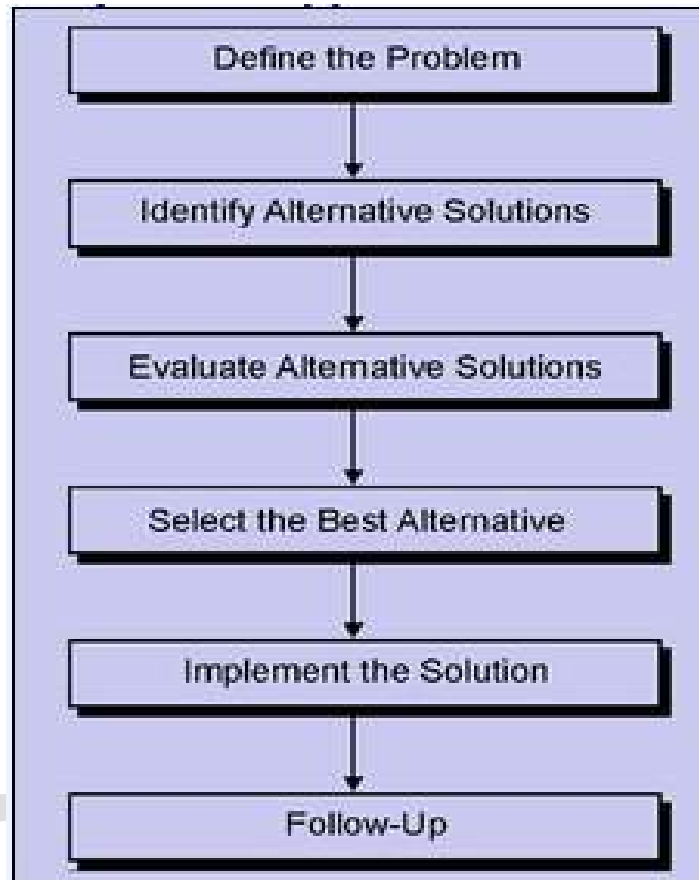 Define the Problem
Identify Alternative Solutions
Evaluate Alternative Solutions
Select the Best Alternative
Implement the Solution
Follow-Up